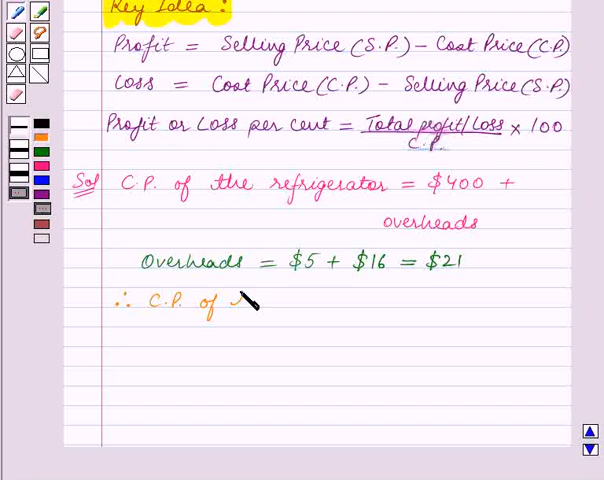 Key Idea :
Profit = Selling Price (S.P.) - Cost Price (C.P.)
Loss = Cost Price (C.P.) - Selling Price (S.P.)
Profit or Loss per cent = Total profit/Loss × 100
C.P.
Sol C.P. of the refrigerator = $400 +
overheads
Overheads = $5 + $16 = $21
∴ C.P. of